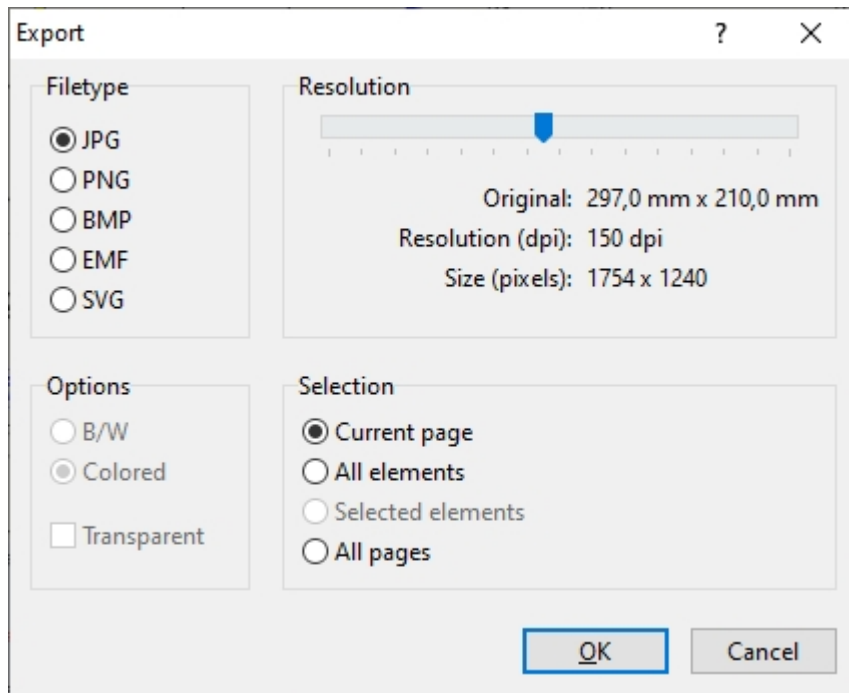 Export
Filetype
JPG
PNG
BMP
EMF
SVG
Resolution
Original: 297,0 mm x 210,0 mm
Resolution (dpi): 150 dpi
Size (pixels): 1754 x 1240
Options
B/W
Colored
Transparent
Selection
Current page
All elements
Selected elements
All pages
OK
Cancel